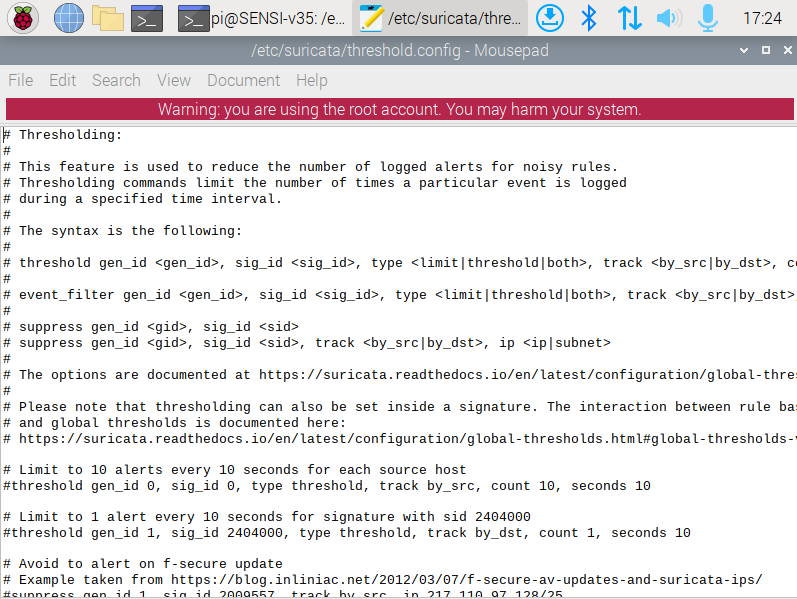 pi@SENSI-v35: /e...
/etc/suricata/thre...
17:24
/etc/suricata/threshold.config - Mousepad
File Edit Search View Document Help
Warning: you are using the root account. You may harm your system.
# Thresholding:
#
# This feature is used to reduce the number of logged alerts for noisy rules.
# Thresholding commands limit the number of times a particular event is logged
# during a specified time interval.
#
# The syntax is the following:
#
# threshold gen_id <gen_id>, sig_id <sig_id>, type <limit|threshold|both>, track <by_src|by_dst>, co
#
# event_filter gen_id <gen_id>, sig_id <sig_id>, type <limit|threshold|both>, track <by_src|by_dst>,
#
# suppress gen_id <gid>, sig_id <sid>
# suppress gen_id <gid>, sig_id <sid>, track <by_src|by_dst>, ip <ip|subnet>
#
# The options are documented at https://suricata.readthedocs.io/en/latest/configuration/global-thres
#
# Please note that thresholding can also be set inside a signature. The interaction between rule bas
# and global thresholds is documented here:
# https://suricata.readthedocs.io/en/latest/configuration/global-thresholds.html#global-thresholds-v
# Limit to 10 alerts every 10 seconds for each source host
#threshold gen_id 0, sig_id 0, type threshold, track by_src, count 10, seconds 10
# Limit to 1 alert every 10 seconds for signature with sid 2404000
#threshold gen_id 1, sig_id 2404000, type threshold, track by_dst, count 1, seconds 10
# Avoid to alert on f-secure update
# Example taken from https://blog.inliniac.net/2012/03/07/f-secure-av-updates-and-suricata-ips/
#suppress gen_id 1, sig_id 2009557, track by_src, ip 217.110.97.128/25